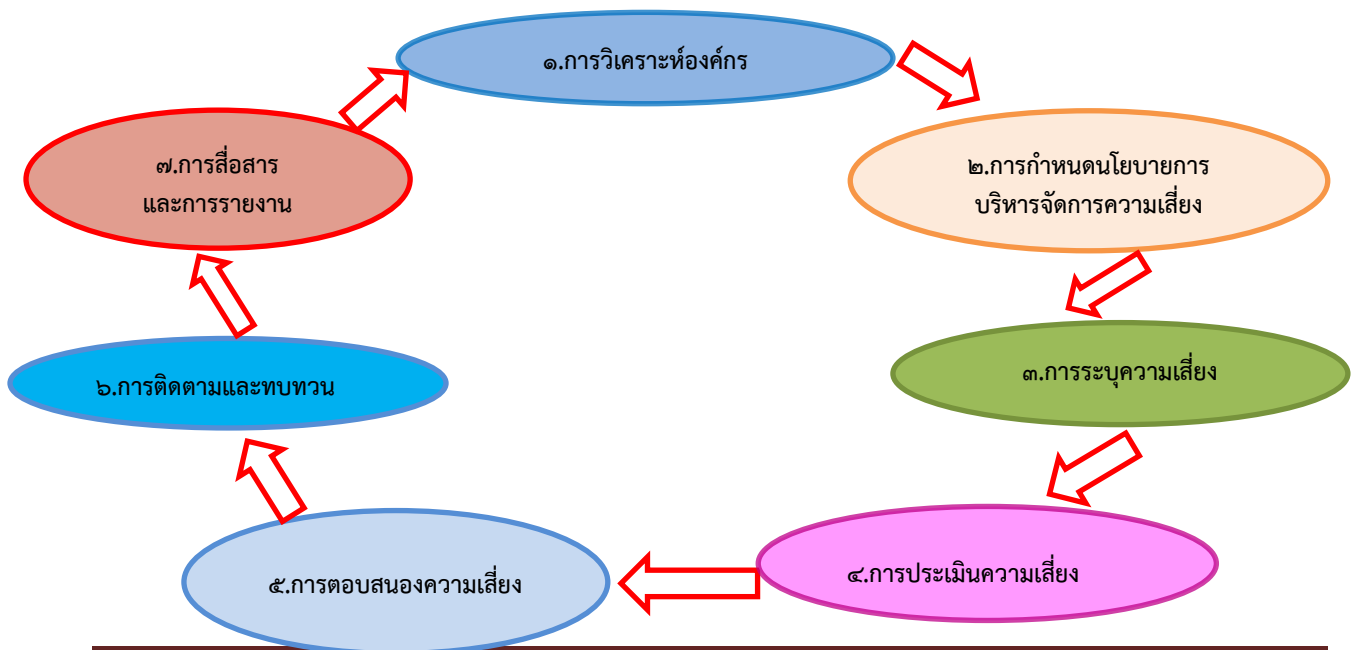 ๑.การวิเคราะห์องค์กร
๒.การกำหนดนโยบายการ
บริหารจัดการความเสี่ยง
๓.การระบุความเสี่ยง
๔.การประเมินความเสี่ยง
๕.การตอบสนองความเสี่ยง
๖.การติดตามและทบทวน
๗.การสื่อสาร
และการรายงาน